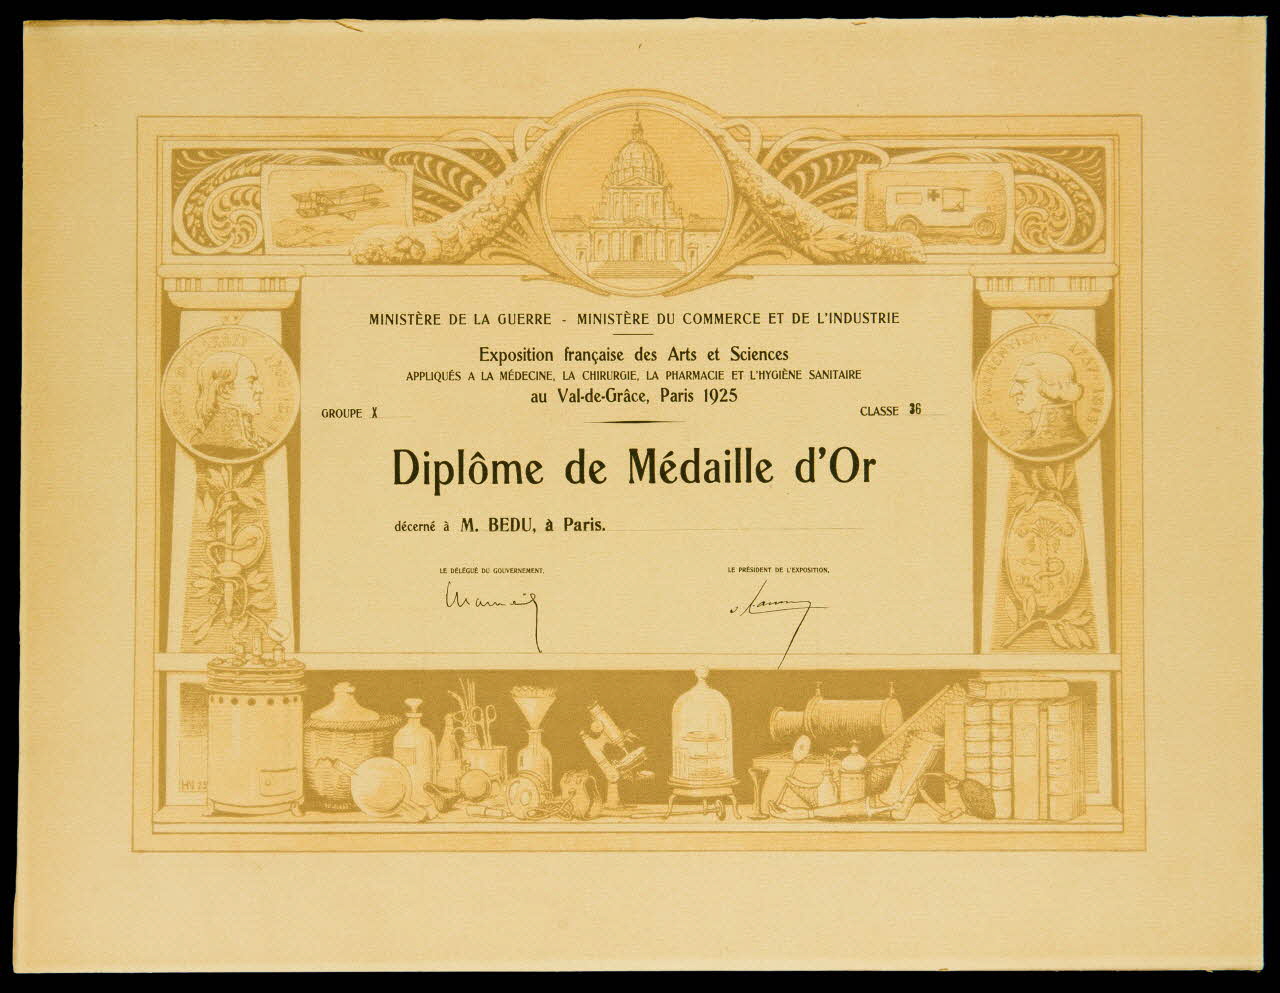 MINISTÈRE DE LA GUERRE - MINISTÈRE DU COMMERCE ET DE L'INDUSTRIE
Exposition française des Arts et Sciences
APPLIQUÉS A LA MÉDECINE, LA CHIRURGIE, LA PHARMACIE ET L'HYGIÈNE SANITAIRE
au Val-de-Grâce, Paris 1925
GROUPE X
CLASSE 36
Diplôme de Médaille d'Or
décerné à M. BEDU, à Paris.
LE DÉLÉGUÉ DU GOUVERNEMENT,
LE PRÉSIDENT DE L'EXPOSITION,